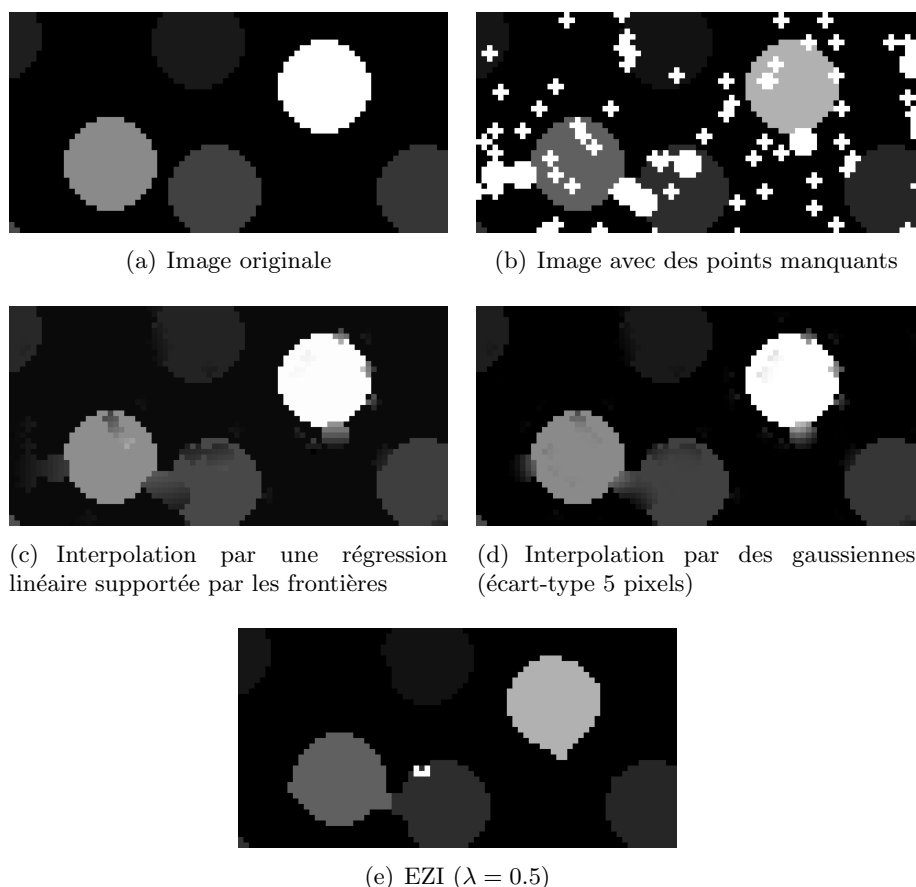 (a) Image originale
(b) Image avec des points manquants
(c) Interpolation par une régression
linéaire supportée par les frontières
(d) Interpolation par des gaussiennes
(écart-type 5 pixels)
(e) EZI (λ = 0.5)